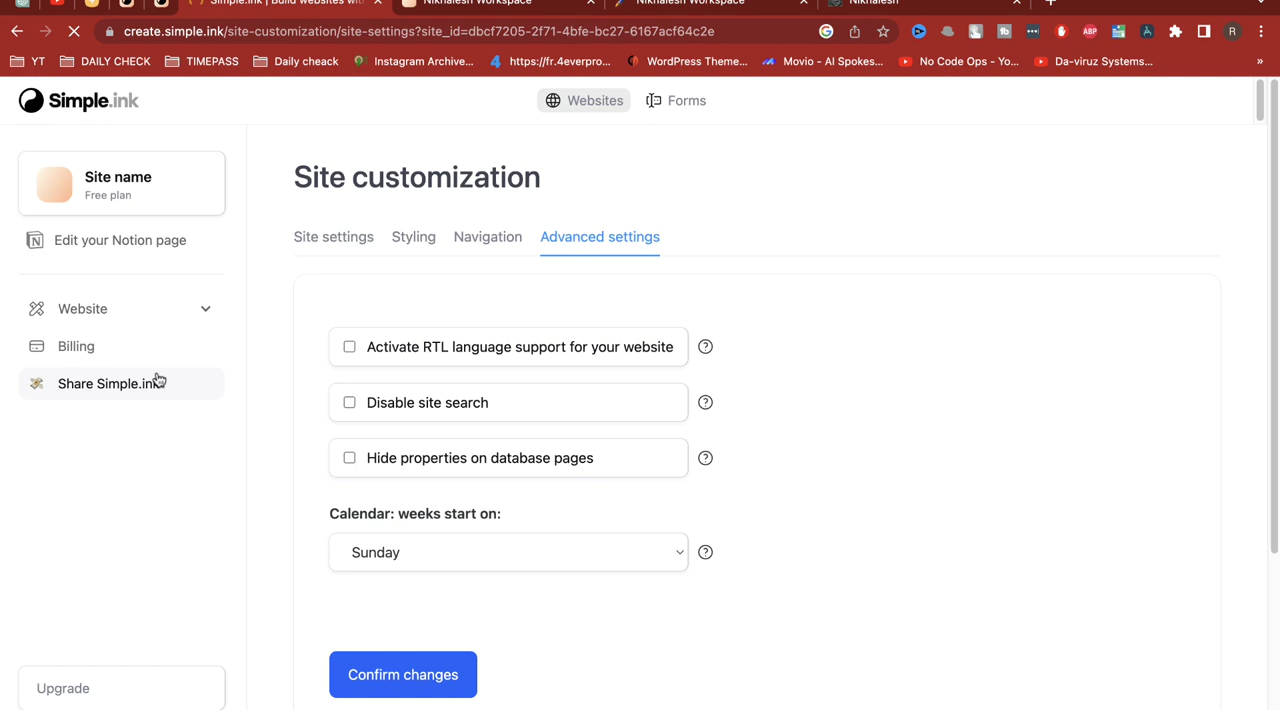 Simple.ink | Build websites with
Nikhalesh Workspace
Nikhalesh Workspace
Nikhalesh
create.simple.ink/site-customization/site-settings?site_id=dbcf7205-2f71-4bfe-bc27-6167acf64c2e
ABP
R
YT
DAILY CHECK
TIMEPASS
Daily cheack
Instagram Archive...
https://fr.4everpro...
WordPress Theme...
Movio - AI Spokes...
No Code Ops - Yo...
Da-viruz Systems...
»
Simple.ink
Websites
Forms
Site name
Free plan
Edit your Notion page
Website
Billing
Share Simple.ink
Upgrade
Site customization
Site settings
Styling
Navigation
Advanced settings
Activate RTL language support for your website
Disable site search
Hide properties on database pages
Calendar: weeks start on:
Sunday
Confirm changes